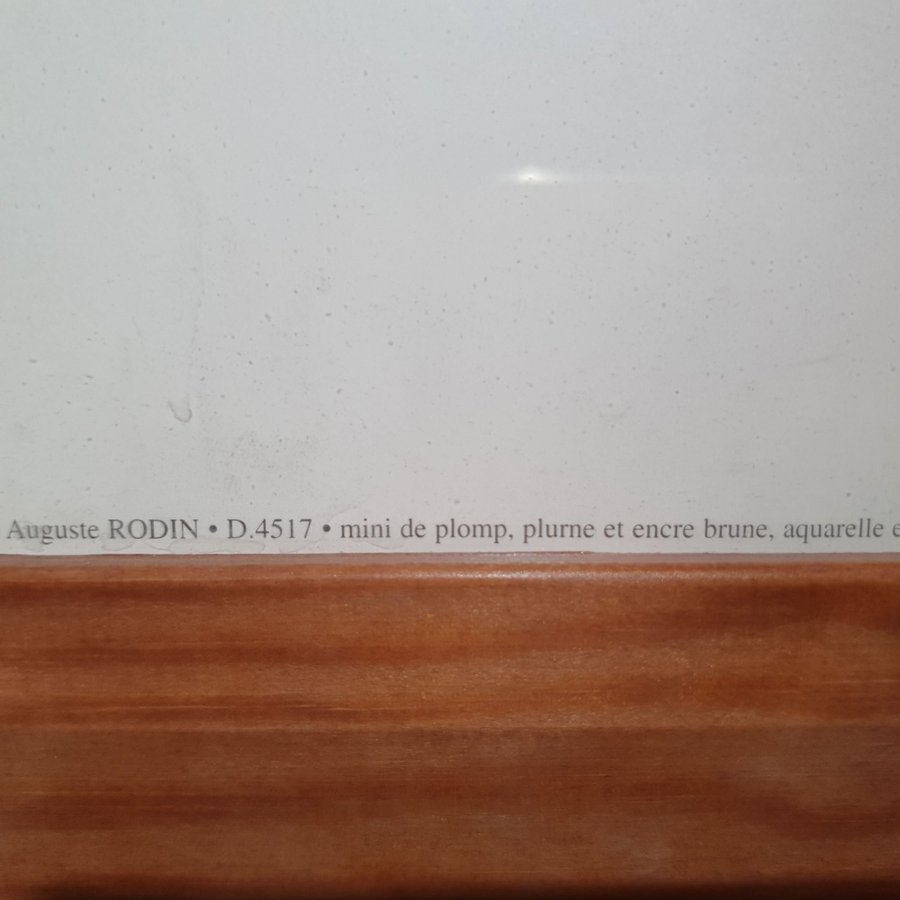 Auguste RODIN • D.4517 • mini de plomp, plurne et encre brune, aquarelle e